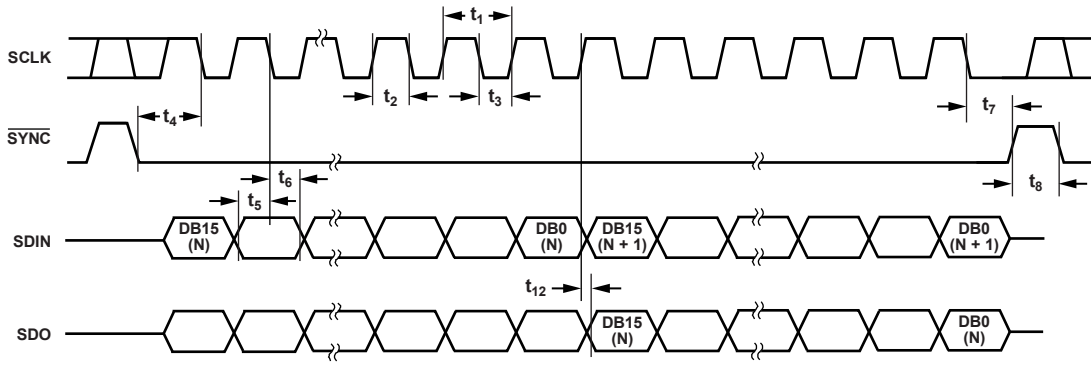 t1
SCLK
t2
t3
t4
t7
SYNC
t6
t5
t8
SDIN
DB15
(N)
DB0
(N)
DB15
(N + 1)
DB0
(N + 1)
t12
SDO
DB15
(N)
DB0
(N)